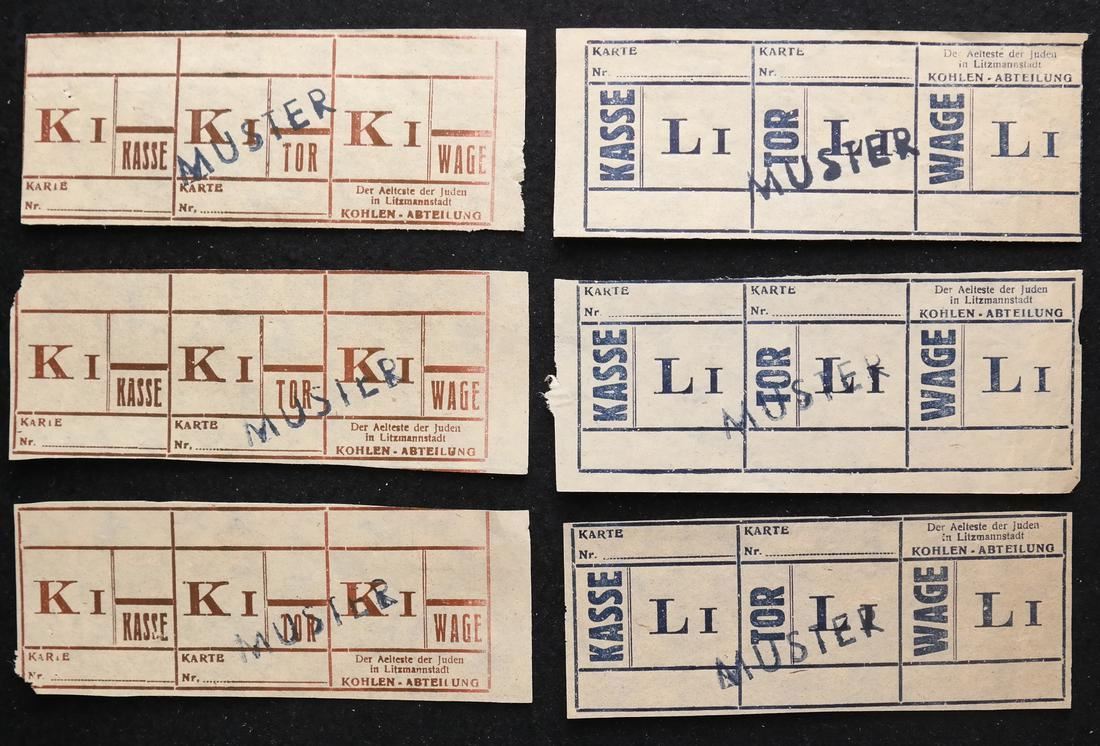 KI KASSE KI TOR KI WAGE
MUSTER
KARTE KARTE Der Aelteste der Juden
Nr. Nr. in Litzmannstadt
KOHLEN - ABTEILUNG
KARTE KARTE Der Aelteste der Juden
Nr. Nr. in Litzmannstadt
KOHLEN - ABTEILUNG
KASSE LI TOR LI WAGE LI
MUSTER
KI KASSE KI TOR KI WAGE
MUSTER
KARTE KARTE Der Aelteste der Juden
Nr. Nr. in Litzmannstadt
KOHLEN - ABTEILUNG
KARTE KARTE Der Aelteste der Juden
Nr. Nr. in Litzmannstadt
KOHLEN - ABTEILUNG
KASSE LI TOR LI WAGE LI
MUSTER
KI KASSE KI TOR KI WAGE
MUSTER
KARTE KARTE Der Aelteste der Juden
Nr. Nr. in Litzmannstadt
KOHLEN - ABTEILUNG
KARTE KARTE Der Aelteste der Juden
Nr. Nr. in Litzmannstadt
KOHLEN - ABTEILUNG
KASSE LI TOR LI WAGE LI
MUSTER